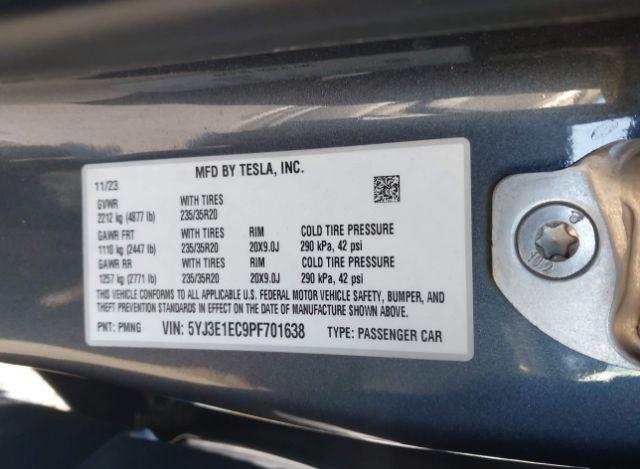 MFD BY TESLA, INC.
11/23
GVWR WITH TIRES
2212 kg (4877 lb) 235/35R20
GAWR FRT WITH TIRES RIM COLD TIRE PRESSURE
1110 kg (2447 lb) 235/35R20 20X9.0J 290 kPa, 42 psi
GAWR RR WITH TIRES RIM COLD TIRE PRESSURE
1257 kg (2771 lb) 235/35R20 20X9.0J 290 kPa, 42 psi
THIS VEHICLE CONFORMS TO ALL APPLICABLE U.S. FEDERAL MOTOR VEHICLE SAFETY, BUMPER, AND
THEFT PREVENTION STANDARDS IN EFFECT ON THE DATE OF MANUFACTURE SHOWN ABOVE.
PNT: PMNG VIN: 5YJ3E1EC9PF701638 TYPE: PASSENGER CAR